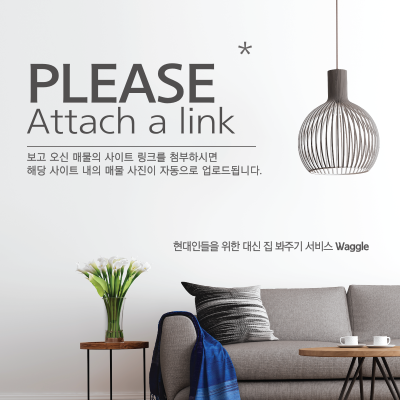 *
PLEASE
Attach a link
보고 오신 매물의 사이트 링크를 첨부하시면
해당 사이트 내의 매물 사진이 자동으로 업로드됩니다.
현대인들을 위한 대신 집 봐주기 서비스 Waggle